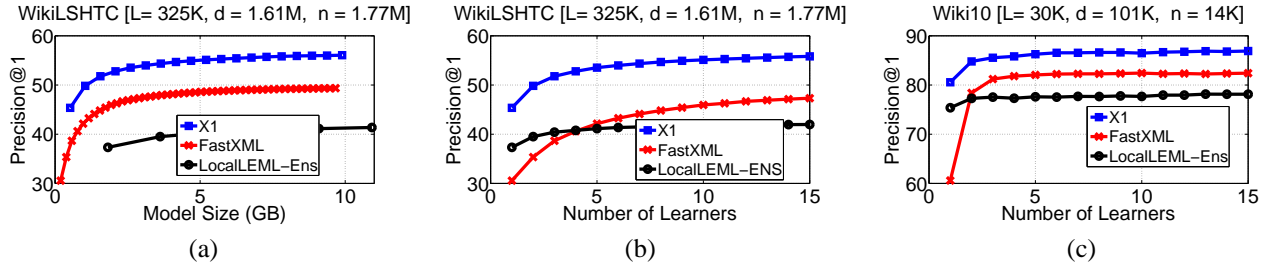 WikiLSHTC [L= 325K, d = 1.61M, n = 1.77M]
Precision@1
60
50
40
30
0
5
10
Model Size (GB)
X1
FastXML
LocalLEML−Ens
(a)
WikiLSHTC [L= 325K, d = 1.61M, n = 1.77M]
Precision@1
60
50
40
30
0
5
10
15
Number of Learners
X1
FastXML
LocalLEML−ENS
(b)
Wiki10 [L= 30K, d = 101K, n = 14K]
Precision@1
90
80
70
60
0
5
10
15
Number of Learners
X1
FastXML
LocalLEML−Ens
(c)